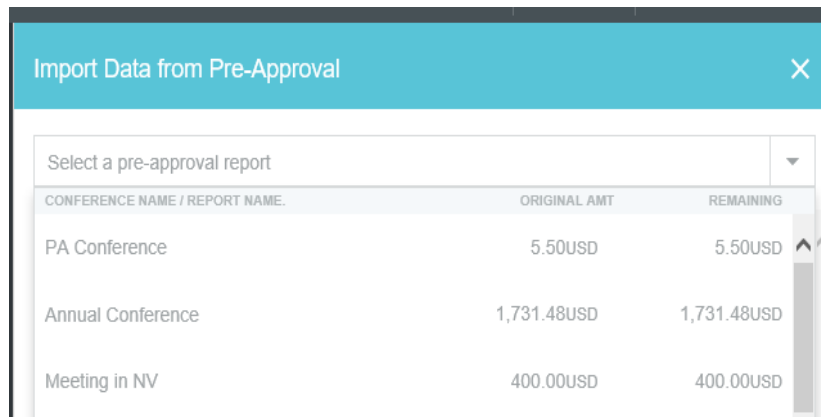 Import Data from Pre-Approval
Select a pre-approval report
CONFERENCE NAME / REPORT NAME. ORIGINAL AMT REMAINING
PA Conference 5.50USD 5.50USD
Annual Conference 1,731.48USD 1,731.48USD
Meeting in NV 400.00USD 400.00USD